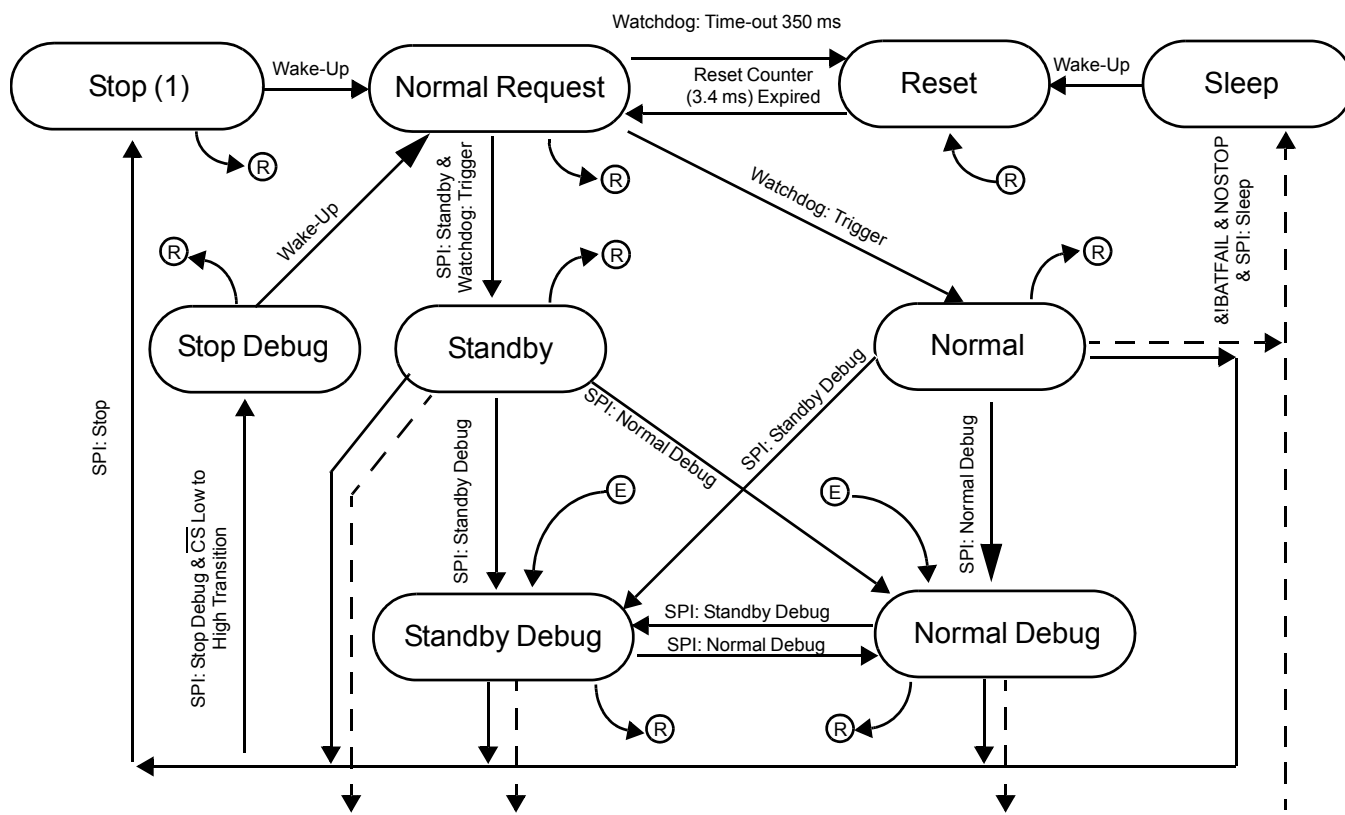 Watchdog: Time-out 350 ms
Stop (1)
Wake-Up
Normal Request
Reset Counter
(3.4 ms) Expired
Reset
Wake-Up
Sleep
R
R
R
SPI: Standby &
Watchdog: Trigger
Watchdog: Trigger
&!BATFAIL & NOSTOP
& SPI: Sleep
Wake-Up
R
R
R
Stop Debug
Standby
Normal
SPI: Stop
SPI: Stop Debug & CS Low to
High Transition
SPI: Standby Debug
SPI: Normal Debug
SPI: Standby Debug
SPI: Normal Debug
E
E
Standby Debug
SPI: Standby Debug
SPI: Normal Debug
Normal Debug
R
R